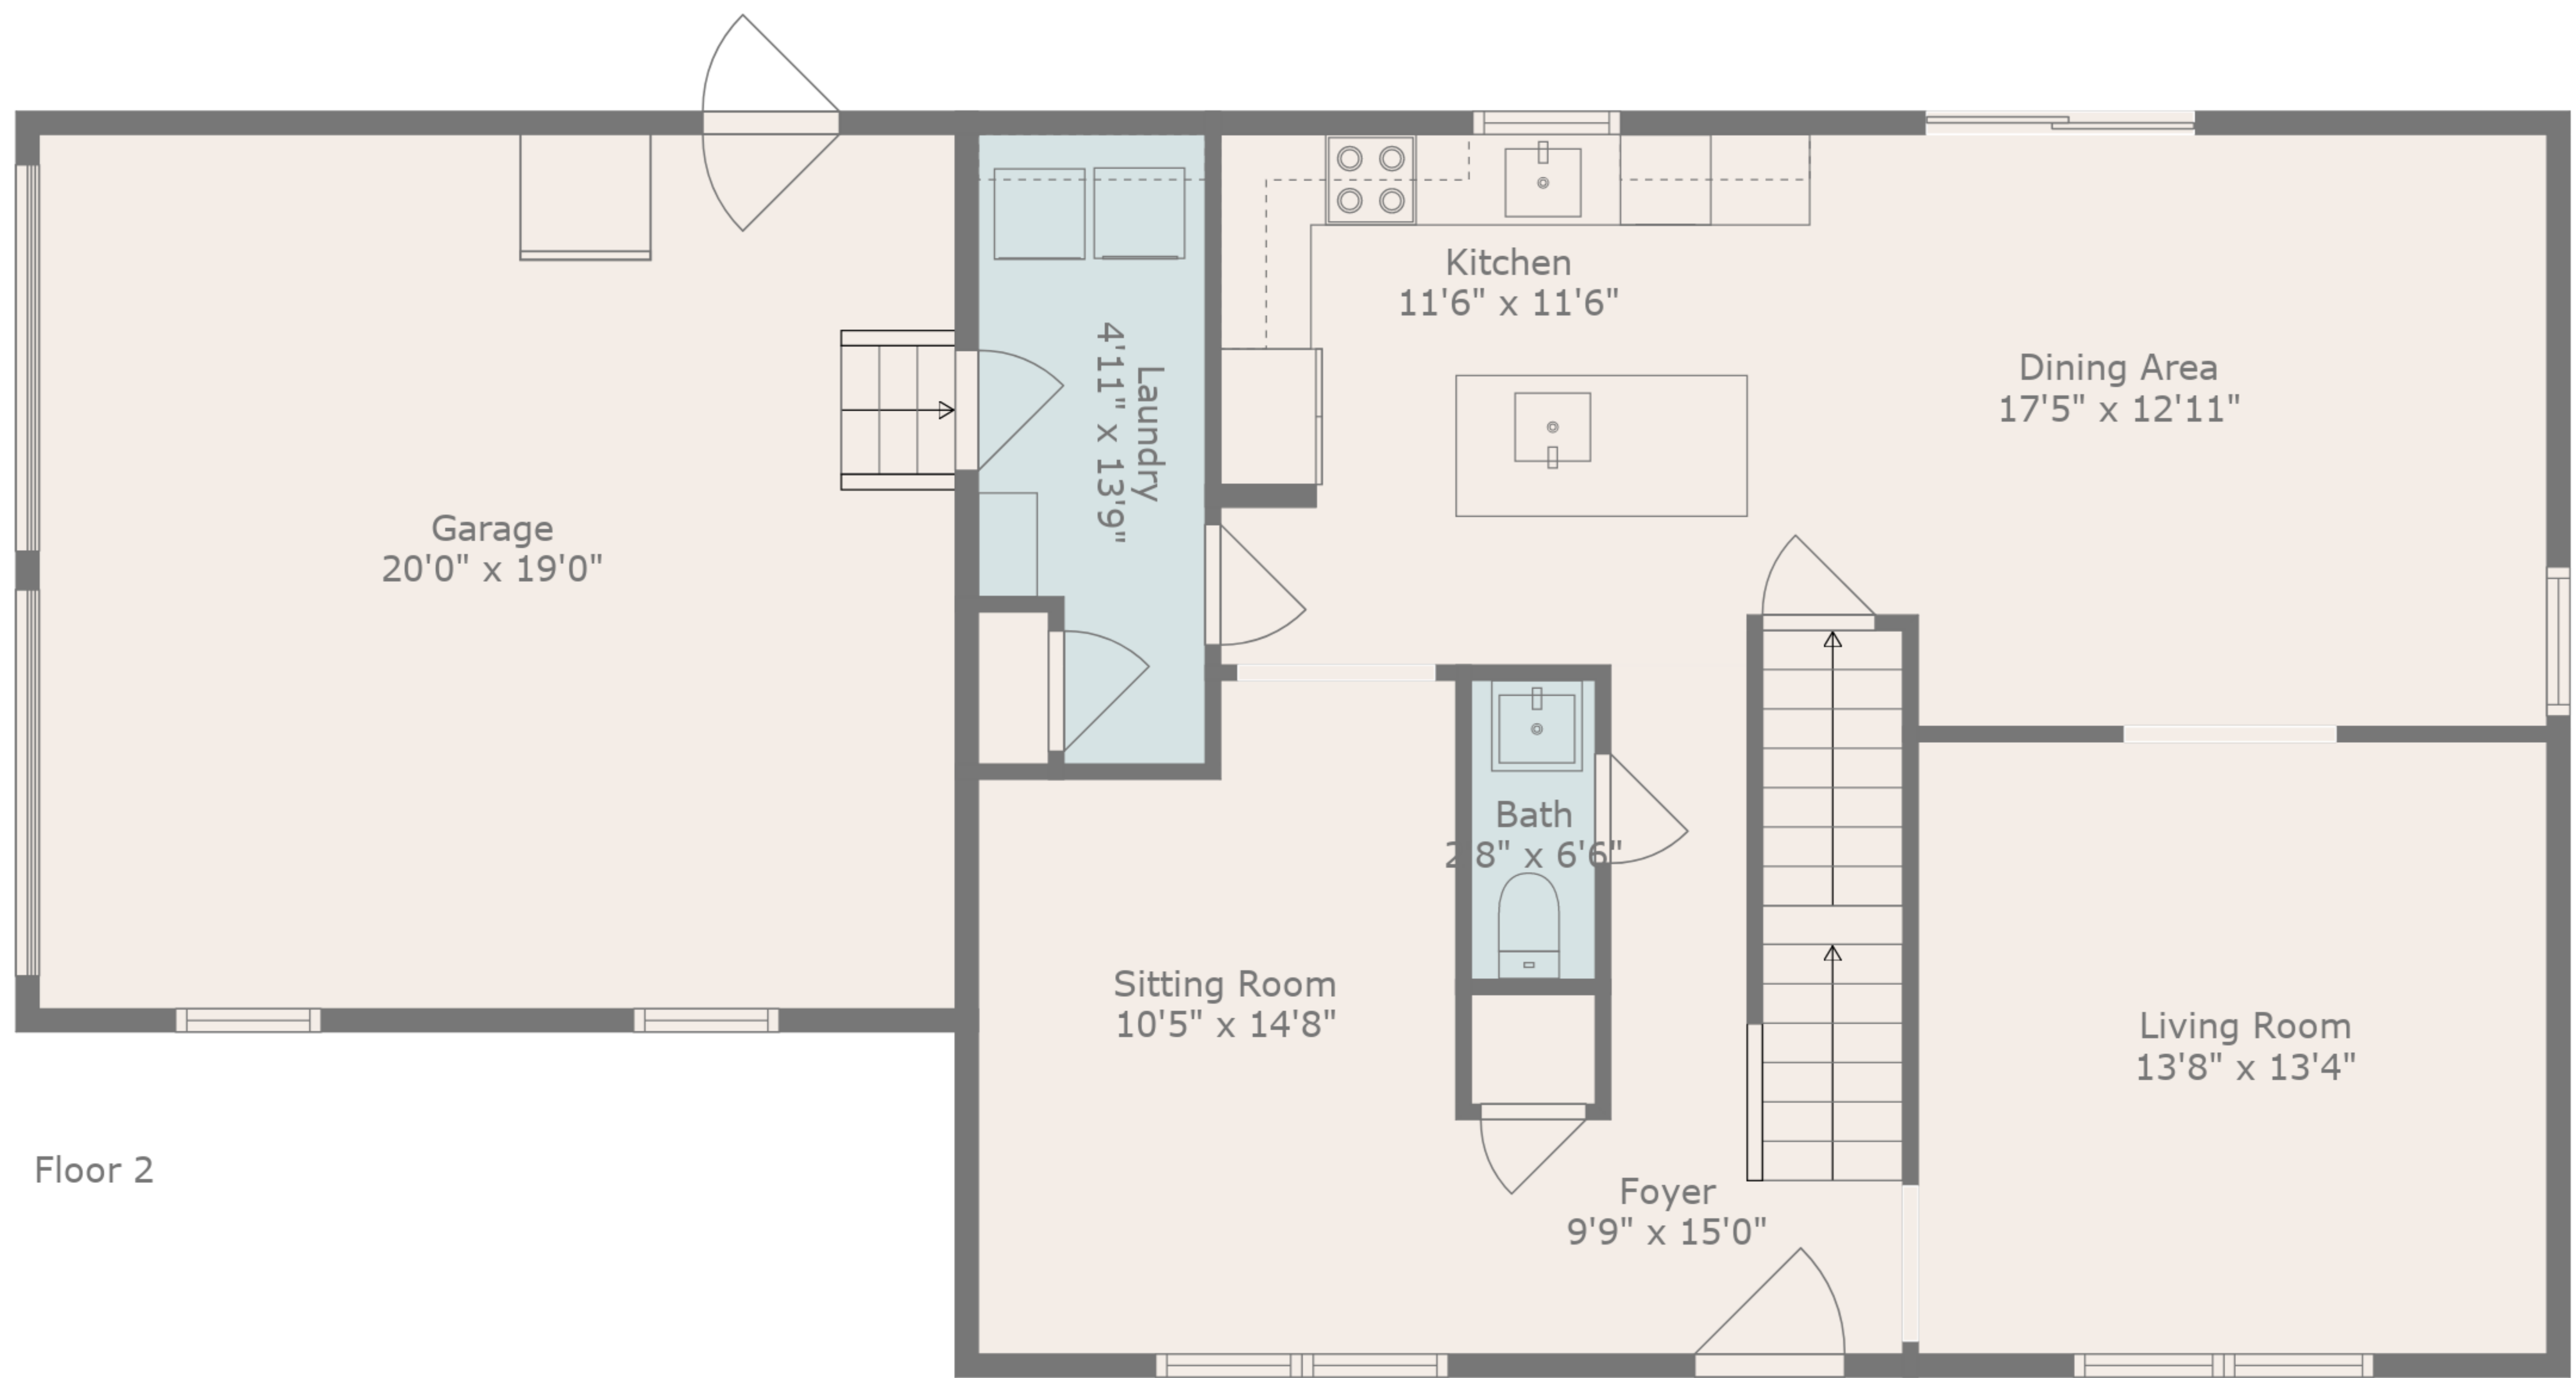 Kitchen
11'6" x 11'6"
Dining Area
17'5" x 12'11"
Laundry
4'11" x 13'9"
Garage
20'0" x 19'0"
Bath
2'8" x 6'6"
Sitting Room
10'5" x 14'8"
Living Room
13'8" x 13'4"
Floor 2
Foyer
9'9" x 15'0"